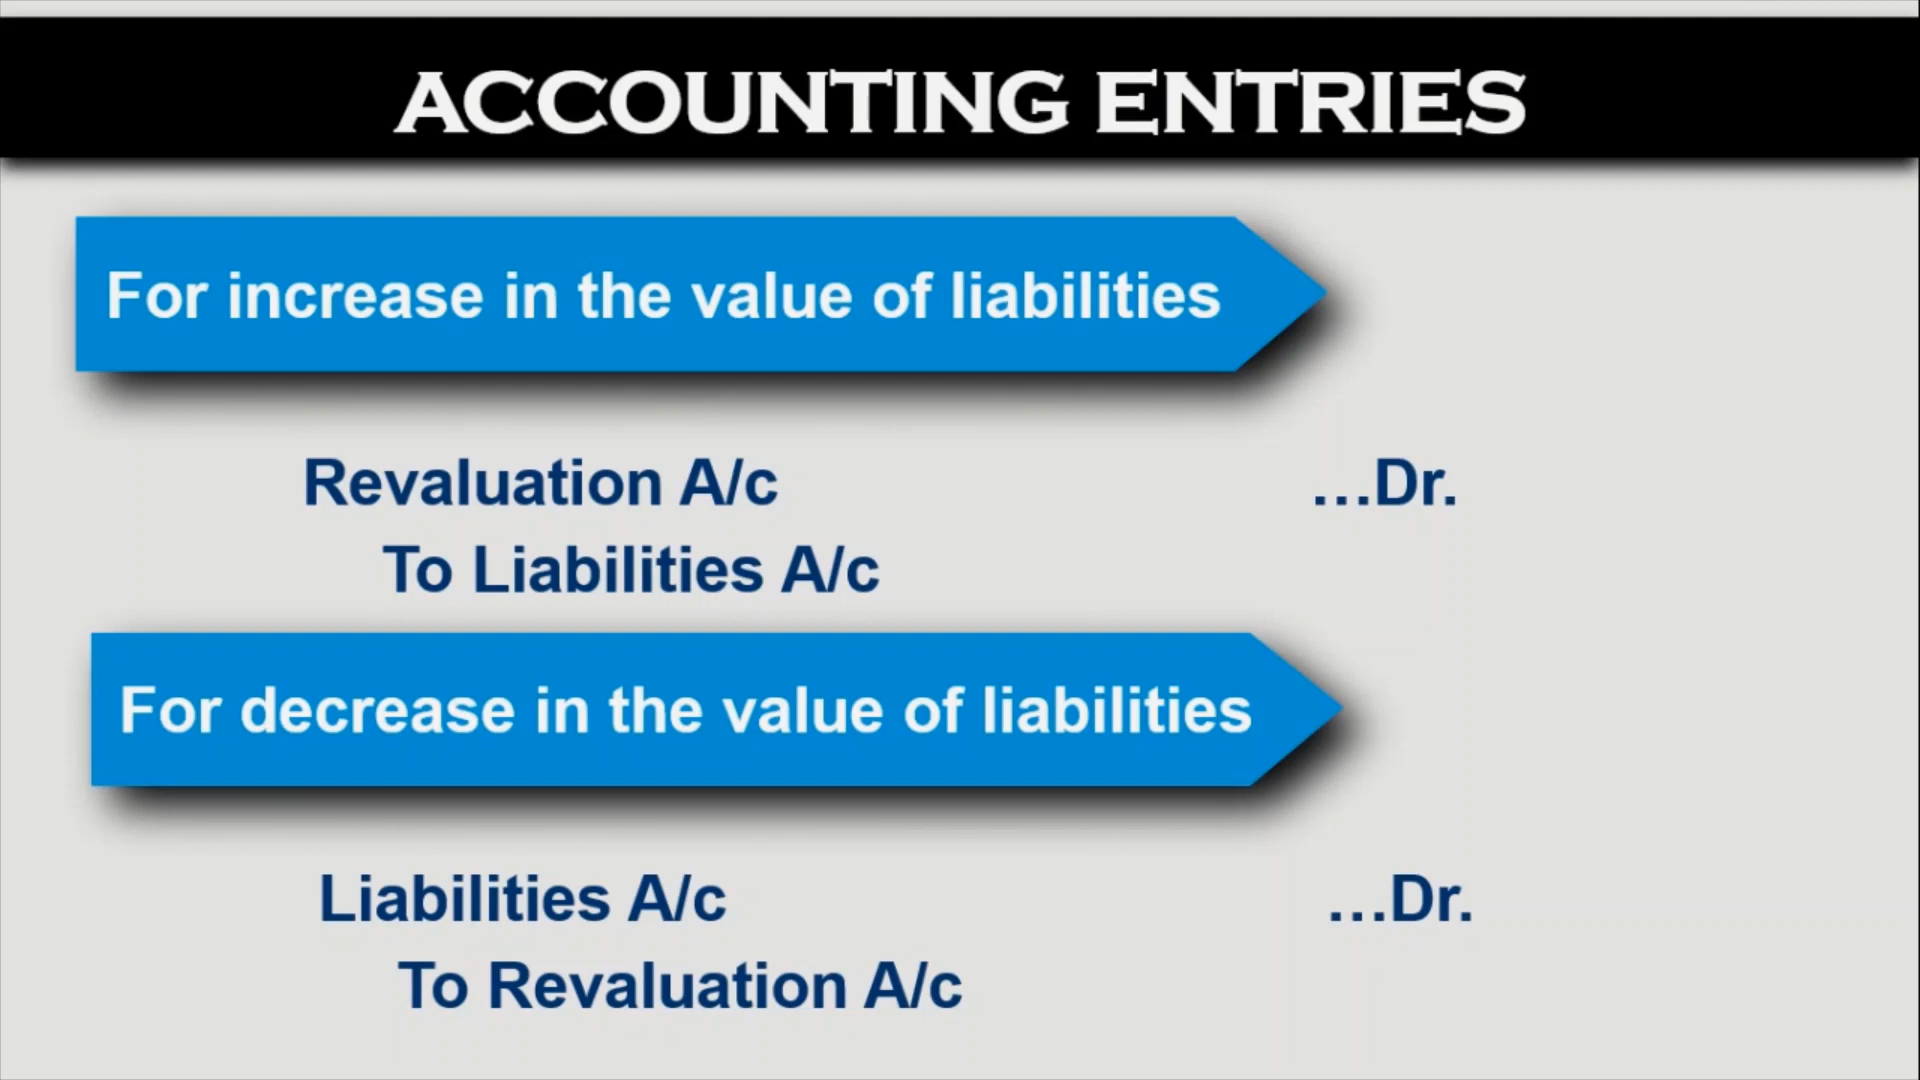 ACCOUNTING ENTRIES
For increase in the value of liabilities
Revaluation A/c ...Dr.
To Liabilities A/c
For decrease in the value of liabilities
Liabilities A/c ...Dr.
To Revaluation A/c